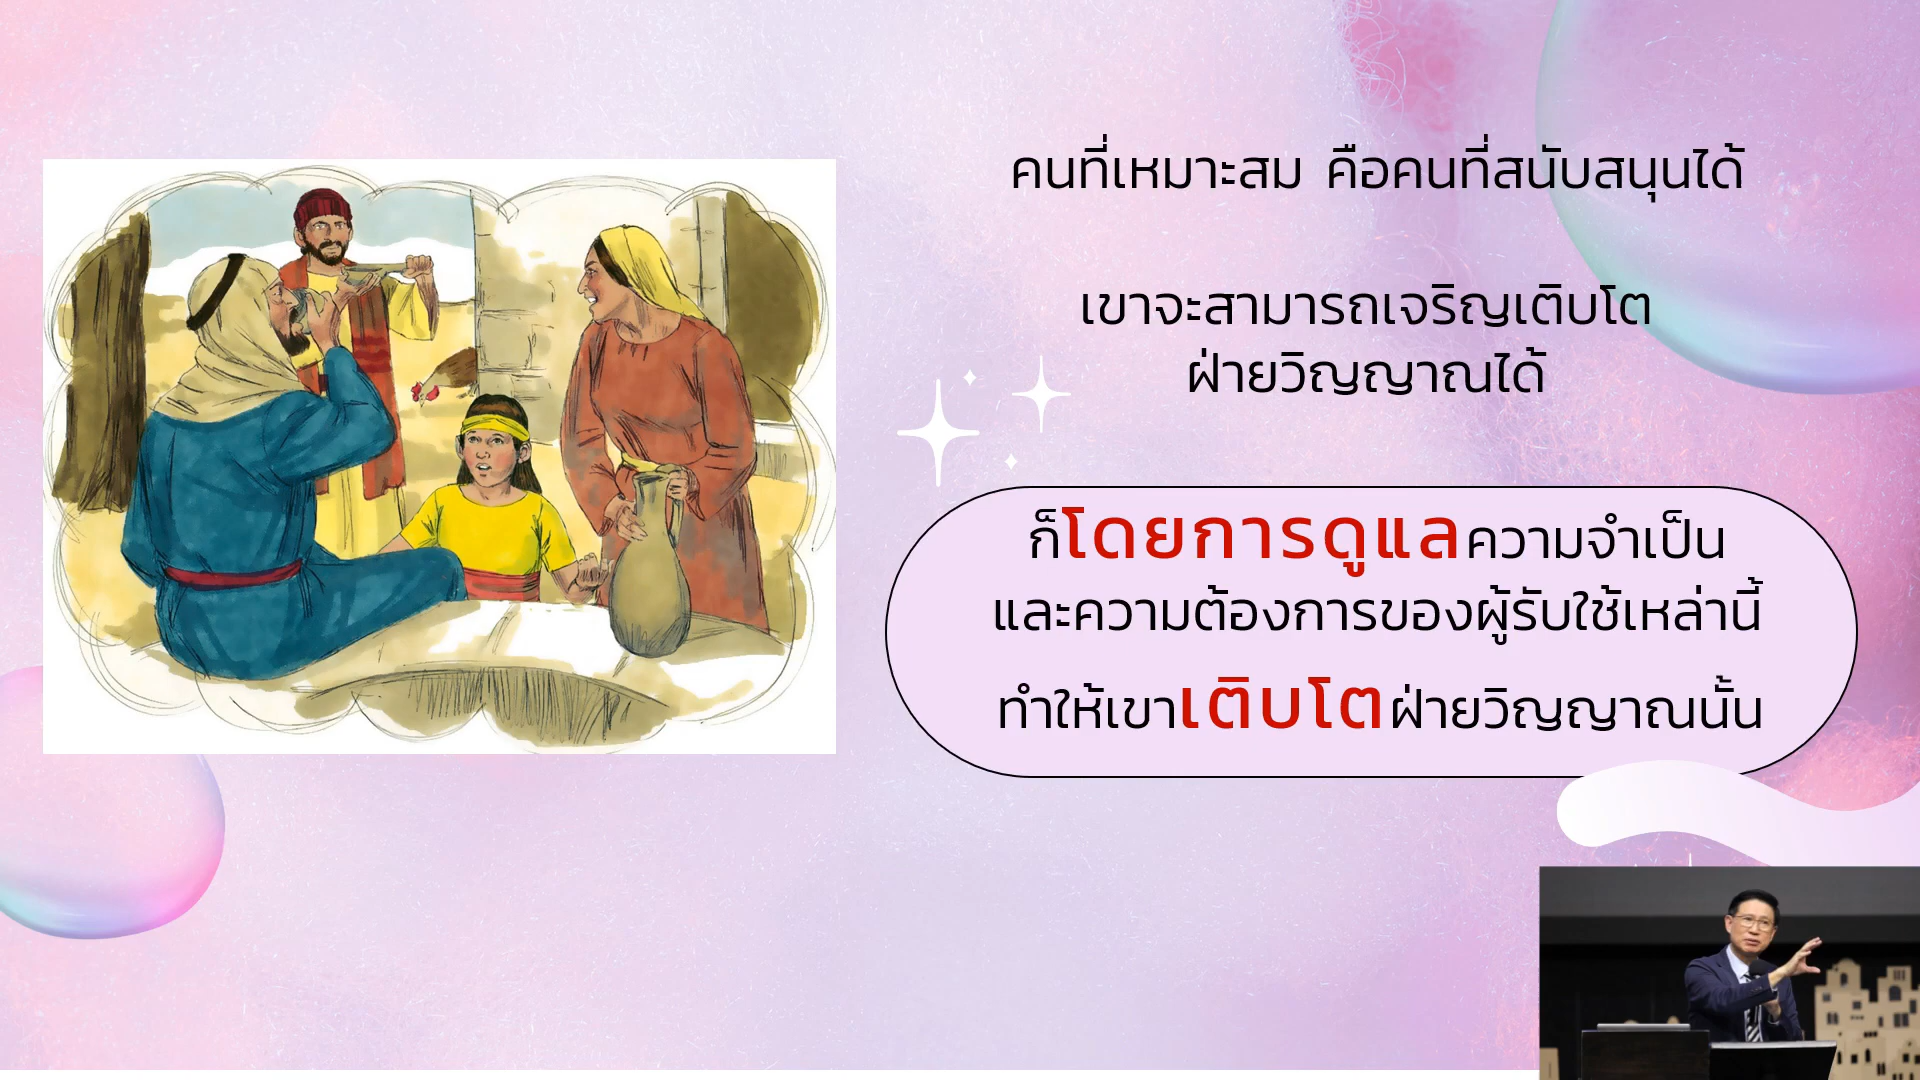 คนที่เหมาะสม คือคนที่สนับสนุนได้
เขาจะสามารถเจริญเติบโต
ฝ่ายวิญญาณได้
ก็โดยการดูแลความจำเป็น
และความต้องการของผู้รับใช้เหล่านี้
ทำให้เขาเติบโตฝ่ายวิญญาณนั้น